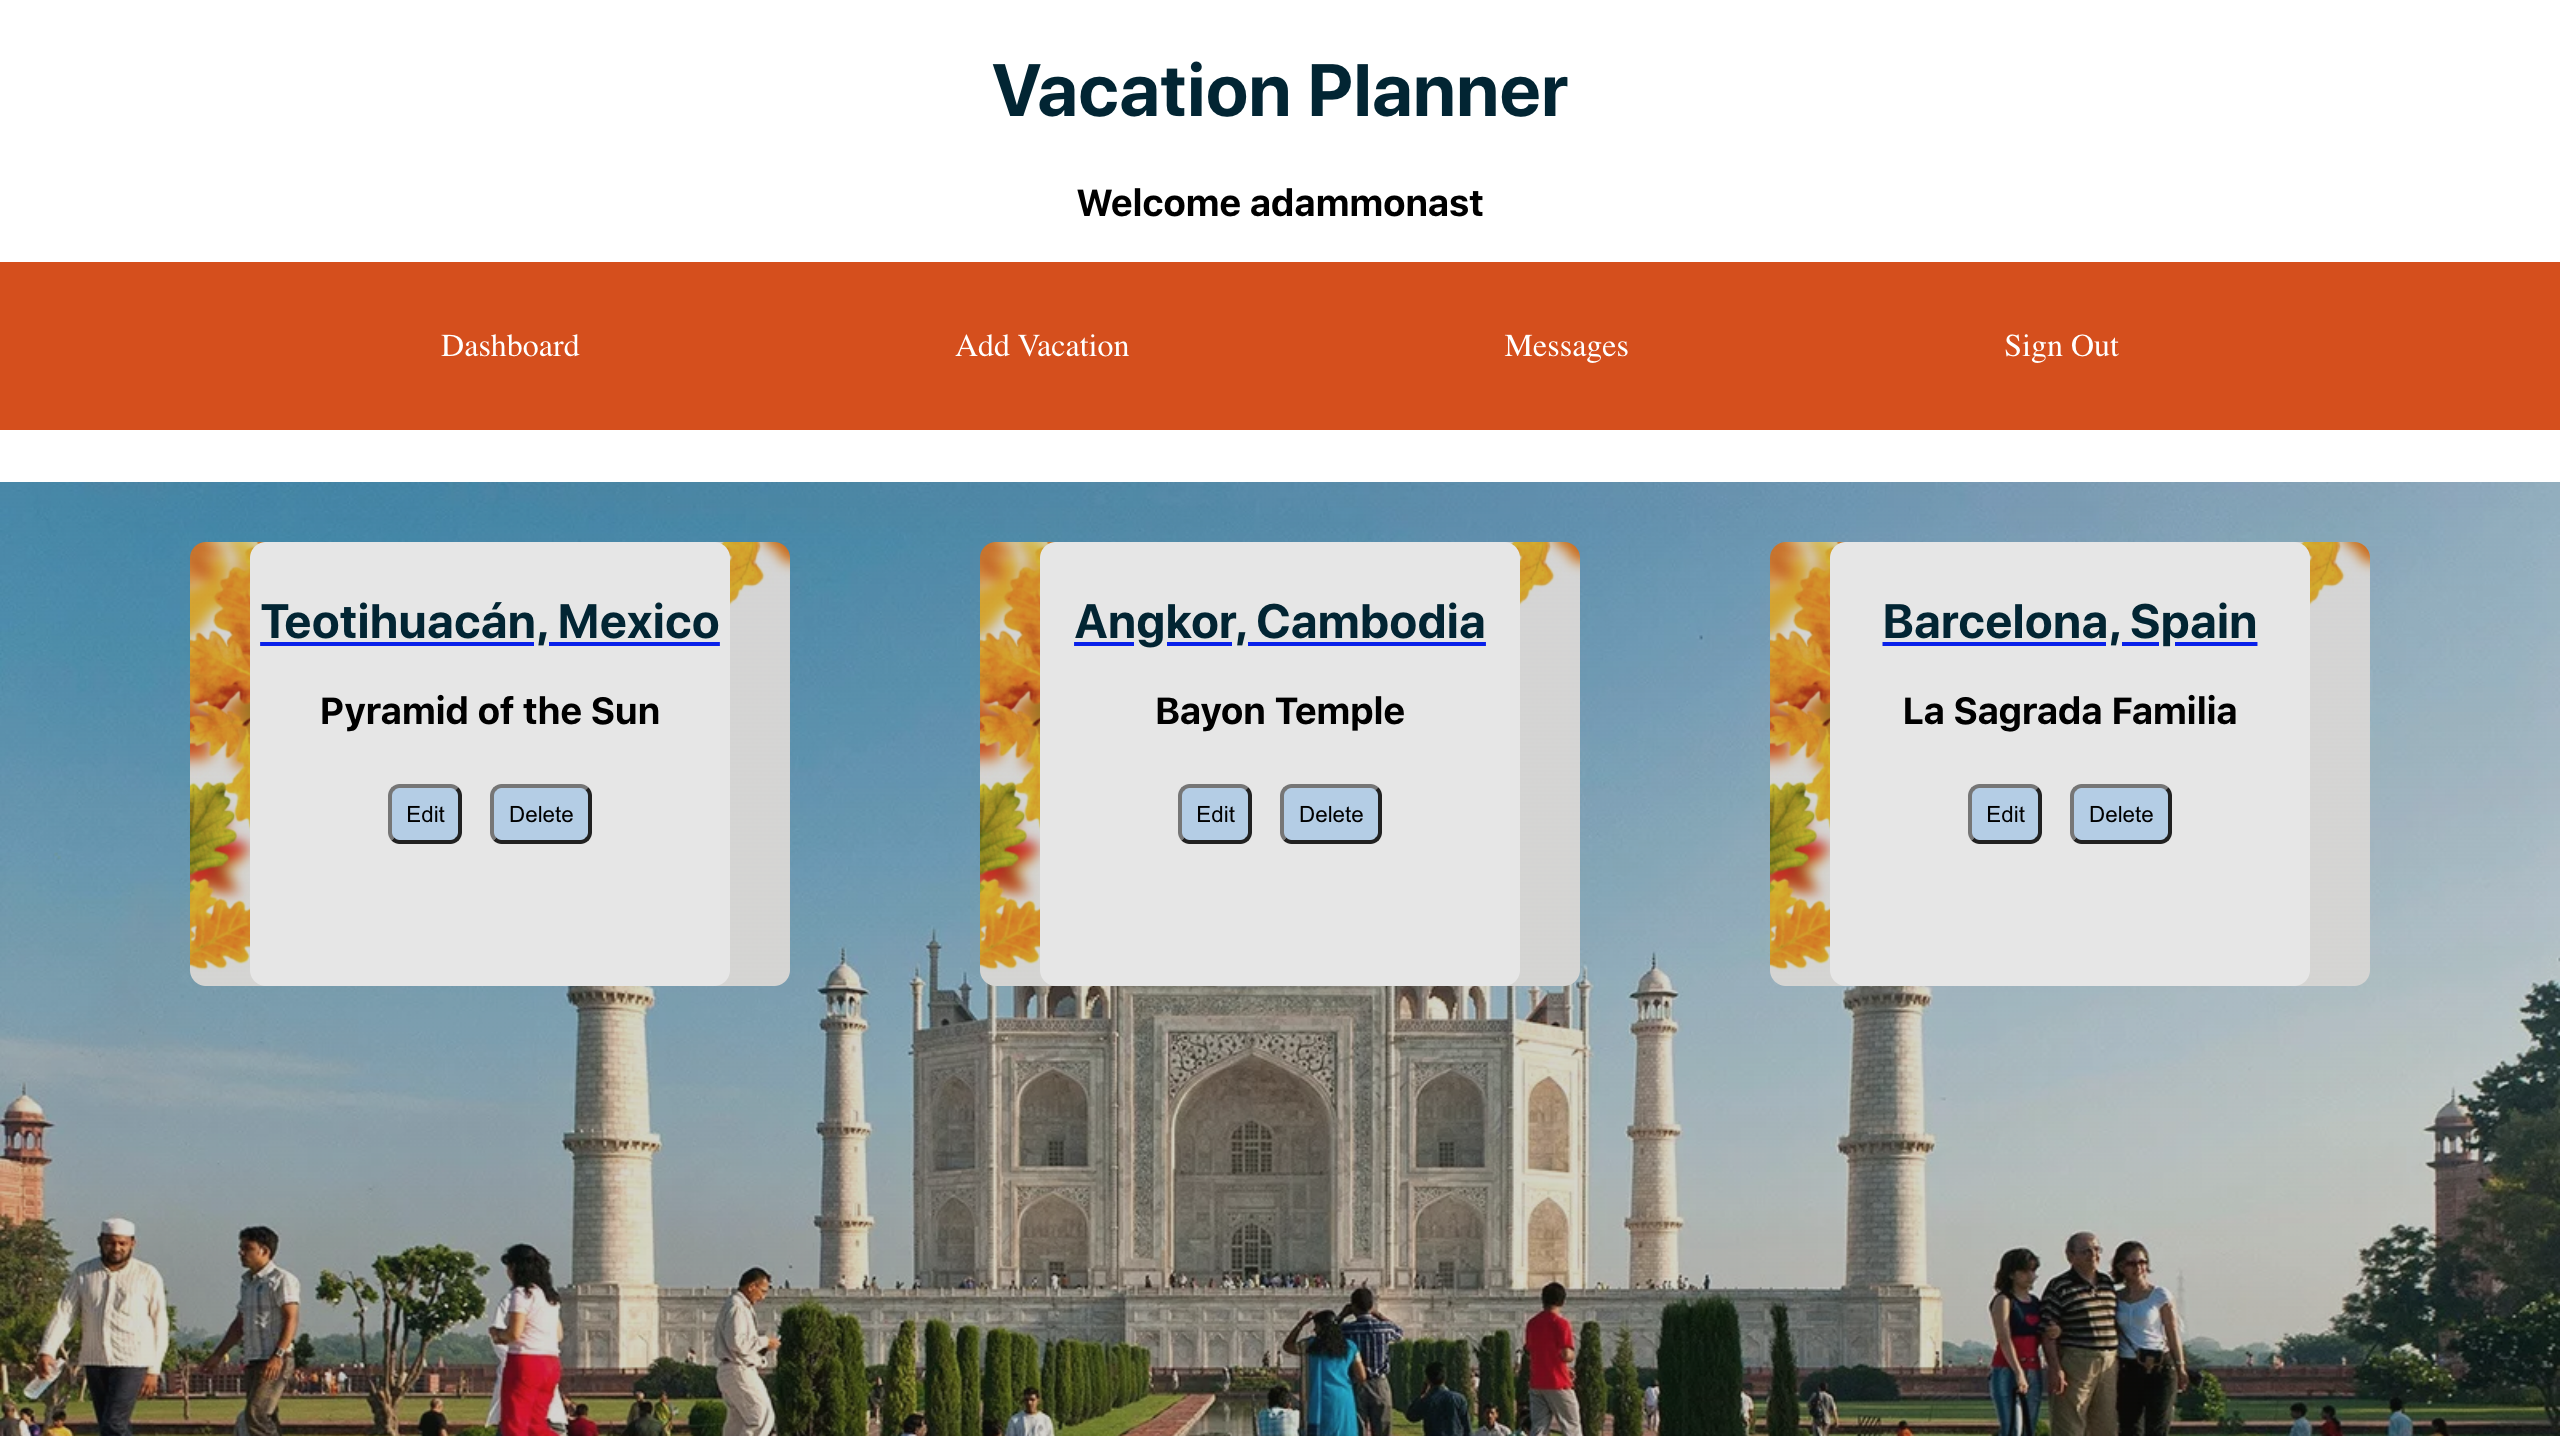 Vacation Planner
Welcome adammonast
Dashboard
Add Vacation
Messages
Sign Out
Teotihuacán, Mexico
Pyramid of the Sun
Edit
Delete
Angkor, Cambodia
Bayon Temple
Edit
Delete
Barcelona, Spain
La Sagrada Familia
Edit
Delete